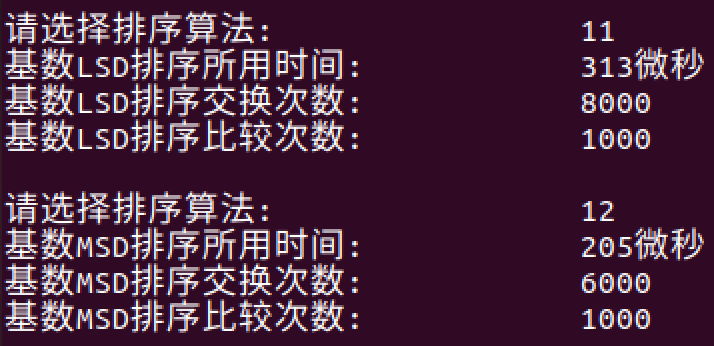 请选择排序算法: 11
基数LSD排序所用时间: 313微秒
基数LSD排序交换次数: 8000
基数LSD排序比较次数: 1000
请选择排序算法: 12
基数MSD排序所用时间: 205微秒
基数MSD排序交换次数: 6000
基数MSD排序比较次数: 1000